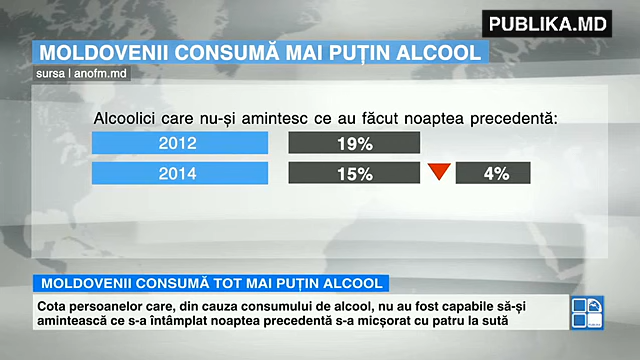 PUBLIKA.MD
MOLDOVENII CONSUMĂ MAI PUȚIN ALCOOL
sursa | anofm.md
Alcoolici care nu-și amintesc ce au făcut noaptea precedentă:
2012 19%
2014 15% 4%
MOLDOVENII CONSUMĂ TOT MAI PUȚIN ALCOOL
Cota persoanelor care, din cauza consumului de alcool, nu au fost capabile să-și
amintească ce s-a întâmplat noaptea precedentă s-a micșorat cu patru la sută